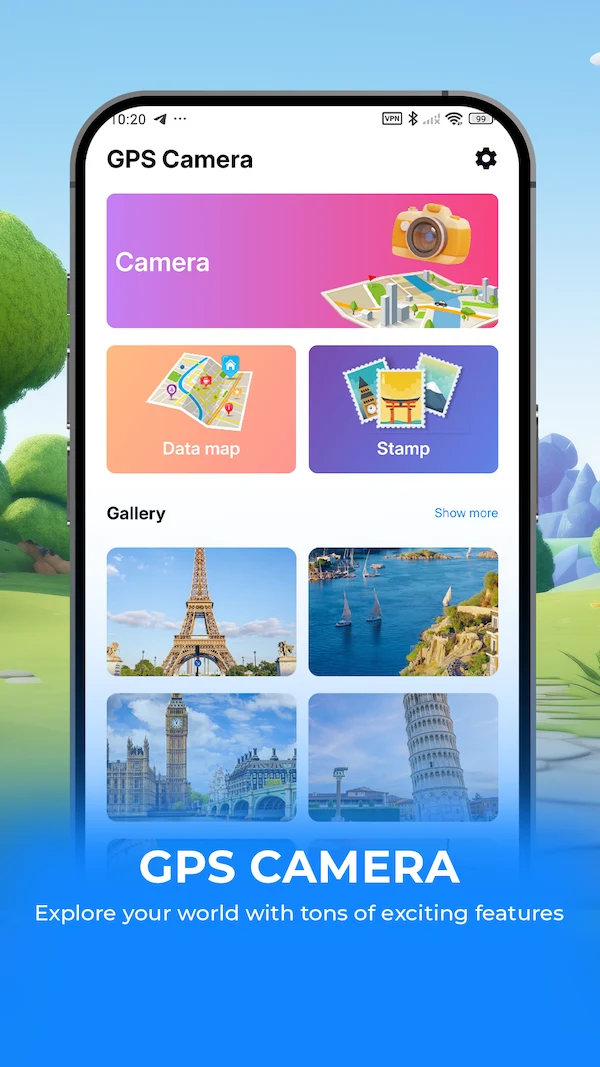 10:20 ···
VPN 99
GPS Camera
Camera
Data map
Stamp
Gallery
Show more
GPS CAMERA
Explore your world with tons of exciting features